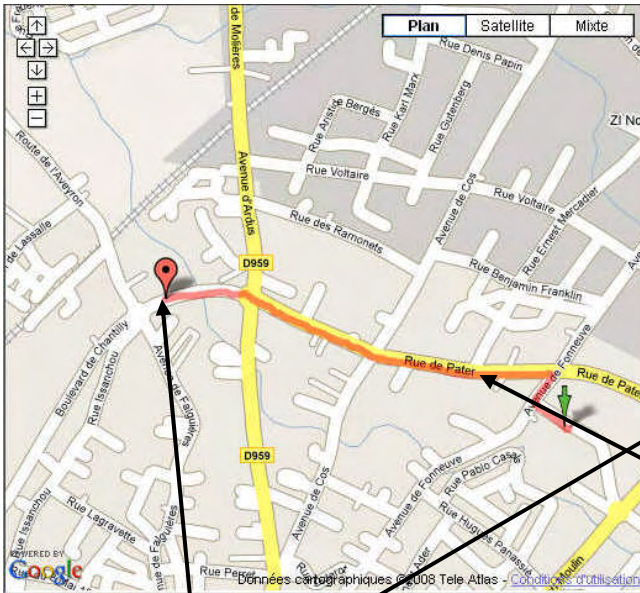 Plan
Satellite
Mixte
de Molières
Rue Denis Papin
Rue Aristide Bergès
Rue Karl Marx
Rue Gutenberg
ZI No
Route de l'Aveyron
Avenue d'Ardus
Rue Voltaire
Rue Voltaire
Avenue de Cos
Rue Ernest Mercadier
n de Lassalle
Rue des Ramonets
D959
Rue Benjamin Franklin
Boulevard de Chantilly
Rue Issanchou
Avenue de Falguières
Rue de Pater
Avenue de Fonneuve
Rue de Pate
D959
Avenue de Cos
Avenue de Fonneuve
Rue Pablo Casals
Rue Issanchou
Rue Lagravette
Rue Hugues Panassié
ue de Falguières
Rue Perret
Ader
Moulin
POWERED BY
Google
Données cartographiques ©2008 Tele Atlas - Conditions d'utilisation